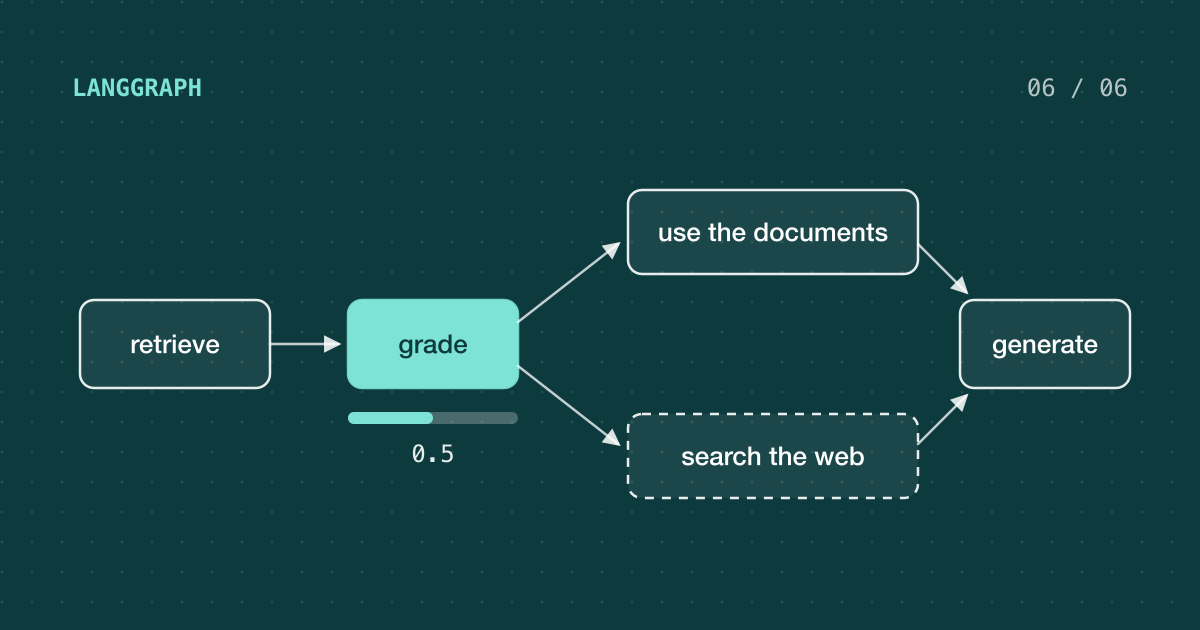 LANGGRAPH
06 / 06
use the documents
retrieve
grade
generate
0.5
search the web